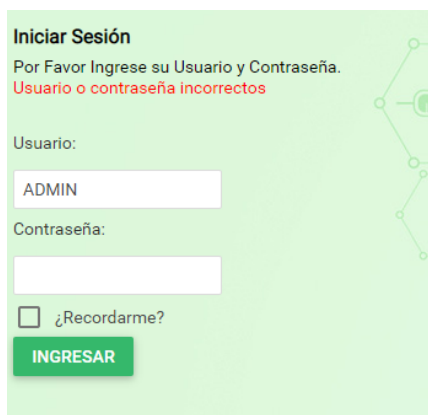 Iniciar Sesión
Por Favor Ingrese su Usuario y Contraseña.
Usuario o contraseña incorrectos
Usuario:
ADMIN
Contraseña:
¿Recordarme?
INGRESAR